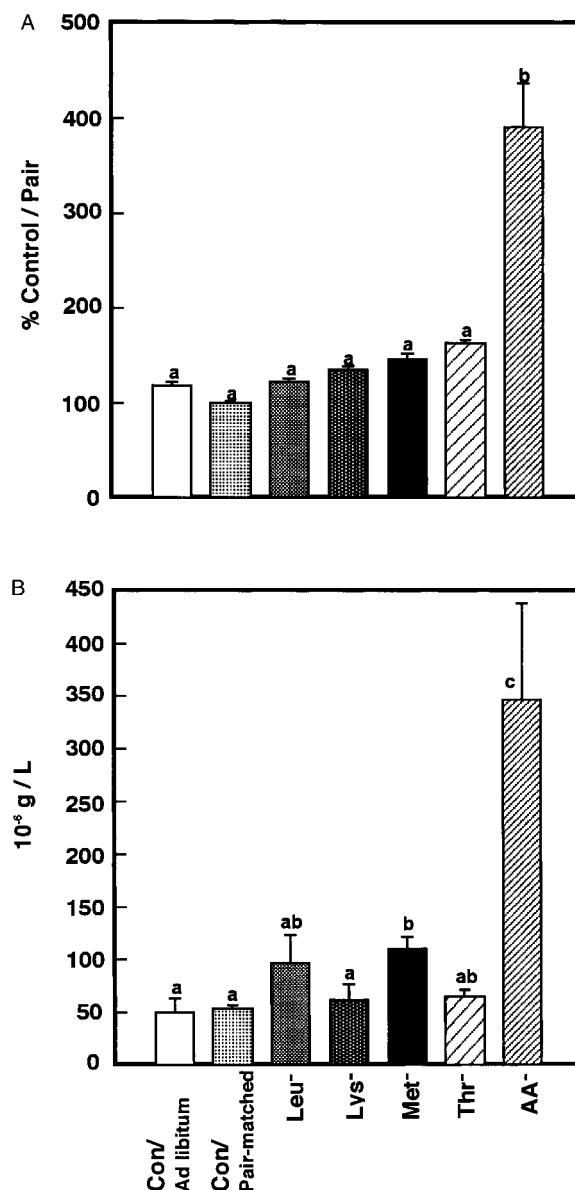 A
500
400
300
200
100
0
% Control / Pair
a
a
a
a
a
a
b
B
450
400
350
300
250
200
150
100
50
0
10⁻⁶ g / L
a
a
ab
a
b
ab
c
Con/
Ad libitum
Con/
Pair-matched
Leu⁻
Lys⁻
Met⁻
Thr⁻
AA⁻